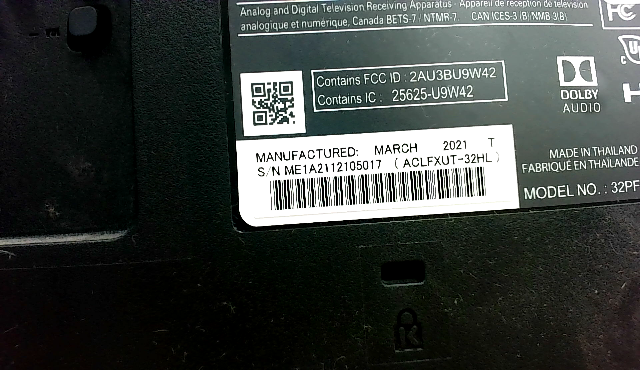 Analog and Digital Television Receiving Apparatus · Appareil de réception de télévision
analogique et numérique, Canada BETS-7 / NTMR-7. CAN ICES-3 (B) / NMB-3(B)
FC
Contains FCC ID : 2AU3BU9W42
Contains IC : 25625-U9W42
DOLBY
AUDIO
MANUFACTURED: MARCH 2021 T
S/N ME1A2112105017 (ACLFXUT-32HL)
MADE IN THAILAND
FABRIQUÉ EN THAÏLANDE
MODEL NO. : 32PF